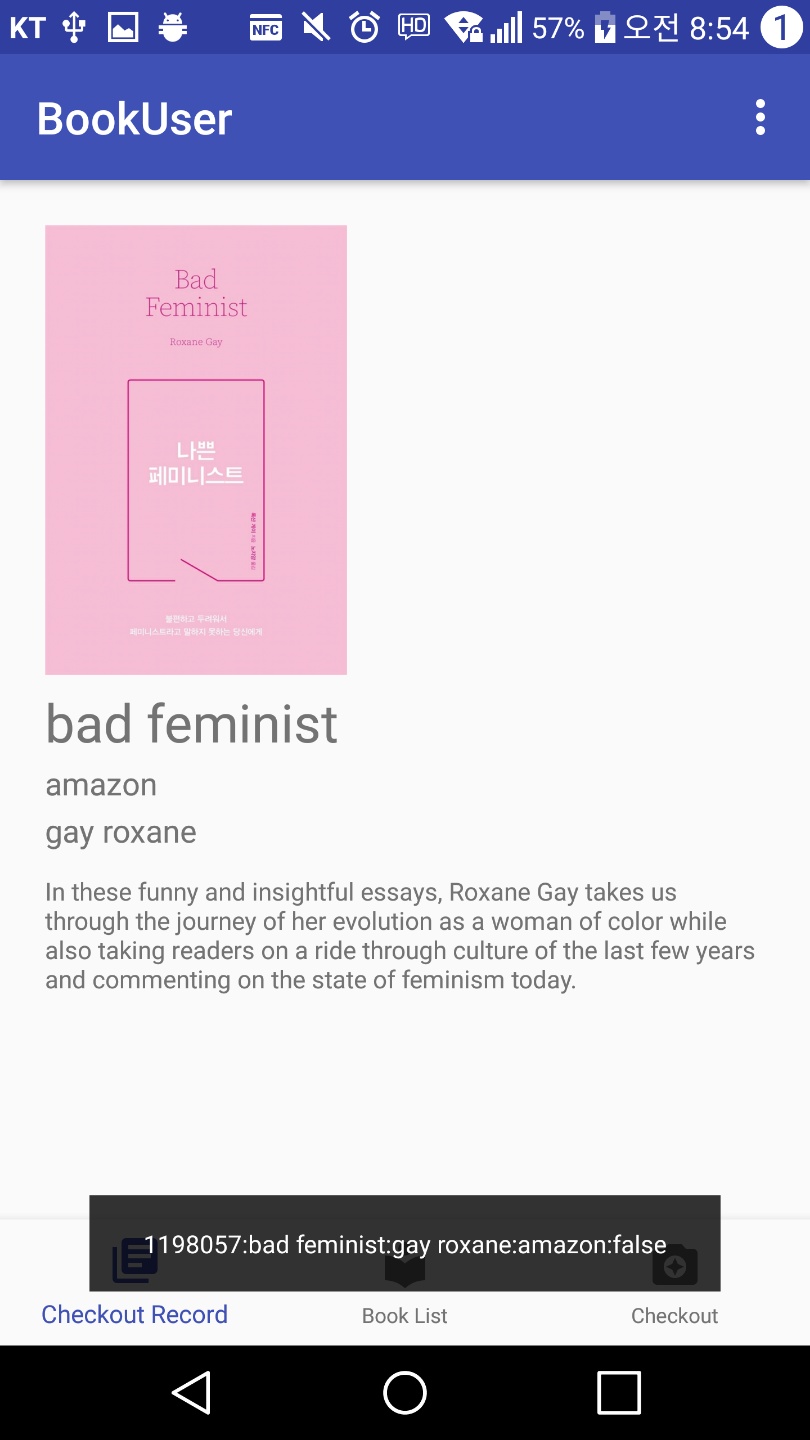 KT NFC HD 57% 오전 8:54 1
BookUser
Bad
Feminist
Roxane Gay
나쁜
페미니스트
불편하고 두려워서
페미니스트라고 말하지 못하는 당신에게
bad feminist
amazon
gay roxane
In these funny and insightful essays, Roxane Gay takes us
through the journey of her evolution as a woman of color while
also taking readers on a ride through culture of the last few years
and commenting on the state of feminism today.
1198057:bad feminist:gay roxane:amazon:false
Checkout Record Book List Checkout